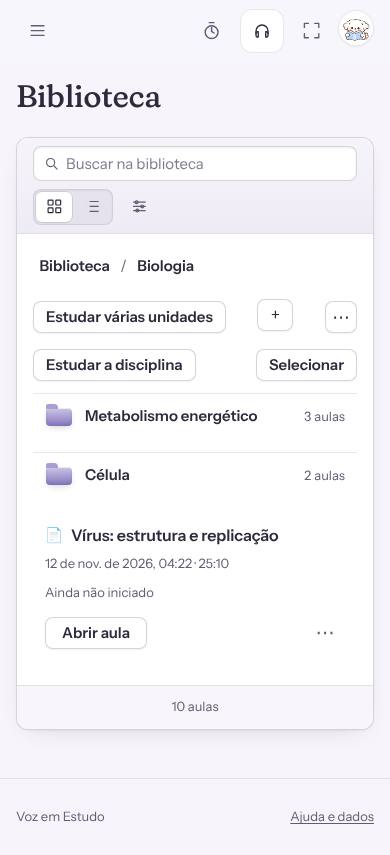 Biblioteca
Buscar na biblioteca
Biblioteca / Biologia
Estudar várias unidades
+
...
Estudar a disciplina
Selecionar
Metabolismo energético
3 aulas
Célula
2 aulas
Vírus: estrutura e replicação
12 de nov. de 2026, 04:22 · 25:10
Ainda não iniciado
Abrir aula
...
10 aulas
Voz em Estudo
Ajuda e dados